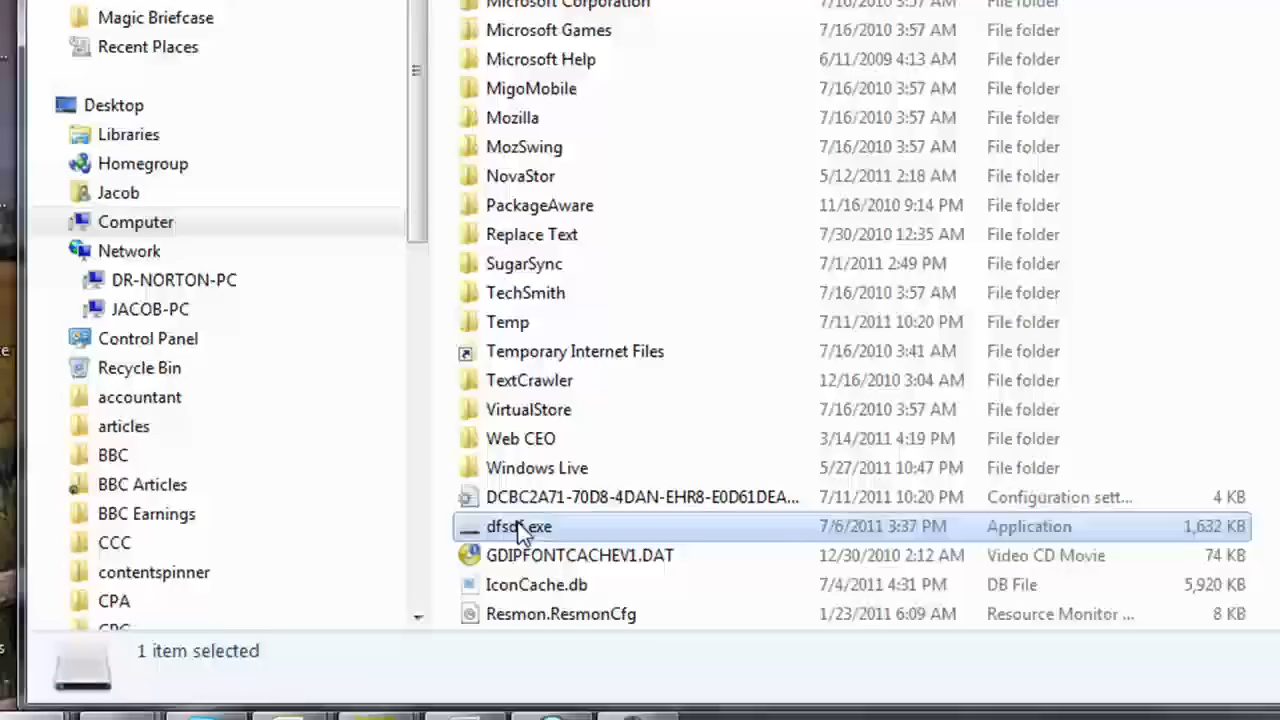 Magic Briefcase
Recent Places
Desktop
Libraries
Homegroup
Jacob
Computer
Network
DR-NORTON-PC
JACOB-PC
Control Panel
Recycle Bin
accountant
articles
BBC
BBC Articles
BBC Earnings
CCC
contentspinner
CPA
CPC
Microsoft Corporation 7/16/2010 3:57 AM File folder
Microsoft Games 7/16/2010 3:57 AM File folder
Microsoft Help 6/11/2009 4:13 AM File folder
MigoMobile 7/16/2010 3:57 AM File folder
Mozilla 7/16/2010 3:57 AM File folder
MozSwing 7/16/2010 3:57 AM File folder
NovaStor 5/12/2011 2:18 AM File folder
PackageAware 11/16/2010 9:14 PM File folder
Replace Text 7/30/2010 12:35 AM File folder
SugarSync 7/1/2011 2:49 PM File folder
TechSmith 7/16/2010 3:57 AM File folder
Temp 7/11/2011 10:20 PM File folder
Temporary Internet Files 7/16/2010 3:41 AM File folder
TextCrawler 12/16/2010 3:04 AM File folder
VirtualStore 7/16/2010 3:57 AM File folder
Web CEO 3/14/2011 4:19 PM File folder
Windows Live 5/27/2011 10:47 PM File folder
DCBC2A71-70D8-4DAN-EHR8-E0D61DEA... 7/11/2011 10:20 PM Configuration sett... 4 KB
7/6/2011 3:37 PM Application 1,632 KB
GDIPFONTCACHEV1.DAT 12/30/2010 2:12 AM Video CD Movie 74 KB
IconCache.db 7/4/2011 4:31 PM DB File 5,920 KB
Resmon.ResmonCfg 1/23/2011 6:09 AM Resource Monitor ... 8 KB
1 item selected